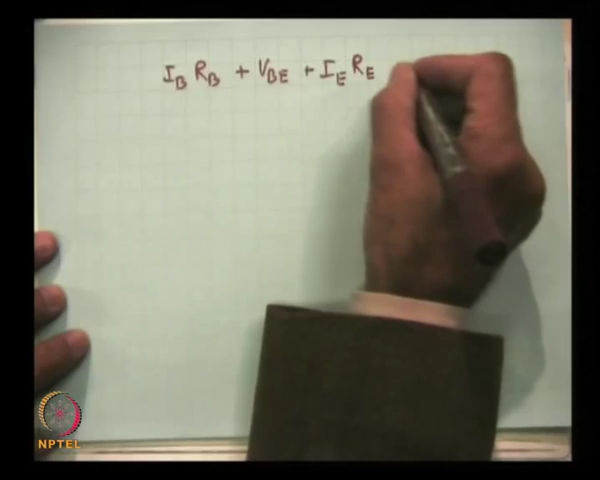 I_B R_B + V_BE + I_E R_E
NPTEL